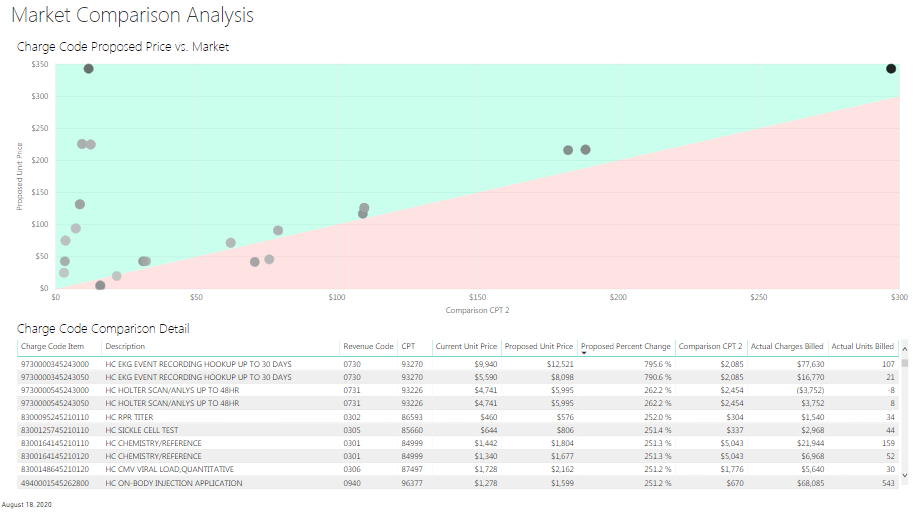 Market Comparison Analysis
Charge Code Proposed Price vs. Market
$350
$300
$250
$200
$150
$100
$50
$0
Proposed Unit Price
$0 $50 $100 $150 $200 $250 $300
Comparison CPT 2
Charge Code Comparison Detail
Charge Code Item Description Revenue Code CPT Current Unit Price Proposed Unit Price Proposed Percent Change Comparison CPT 2 Actual Charges Billed Actual Units Billed
9730000345243000 HC EKG EVENT RECORDING HOOKUP UP TO 30 DAYS 0730 93270 $9,940 $12,521 795.6 % $2,085 $77,630 107
9730000345243050 HC EKG EVENT RECORDING HOOKUP UP TO 30 DAYS 0730 93270 $5,590 $8,098 790.6 % $2,085 $16,770 21
9730000545243000 HC HOLTER SCAN/ANLYS UP TO 48HR 0731 93226 $4,741 $5,995 262.2 % $2,454 ($3,752) -8
9730000545243050 HC HOLTER SCAN/ANLYS UP TO 48HR 0731 93226 $4,741 $5,995 262.2 % $2,454 $3,752 8
8300095245210110 HC RPR TITER 0302 86593 $460 $576 252.0 % $304 $1,540 34
8300125745210110 HC SICKLE CELL TEST 0305 85660 $644 $806 251.4 % $337 $2,968 44
8300164145210110 HC CHEMISTRY/REFERENCE 0301 84999 $1,442 $1,804 251.3 % $5,043 $21,944 159
8300164145210120 HC CHEMISTRY/REFERENCE 0301 84999 $1,340 $1,677 251.3 % $5,043 $6,968 52
8300148645210120 HC CMV VIRAL LOAD,QUANTITATIVE 0306 87497 $1,728 $2,162 251.2 % $1,776 $5,640 30
4940001545262800 HC ON-BODY INJECTION APPLICATION 0940 96377 $1,278 $1,599 251.2 % $670 $68,085 543
August 18, 2020